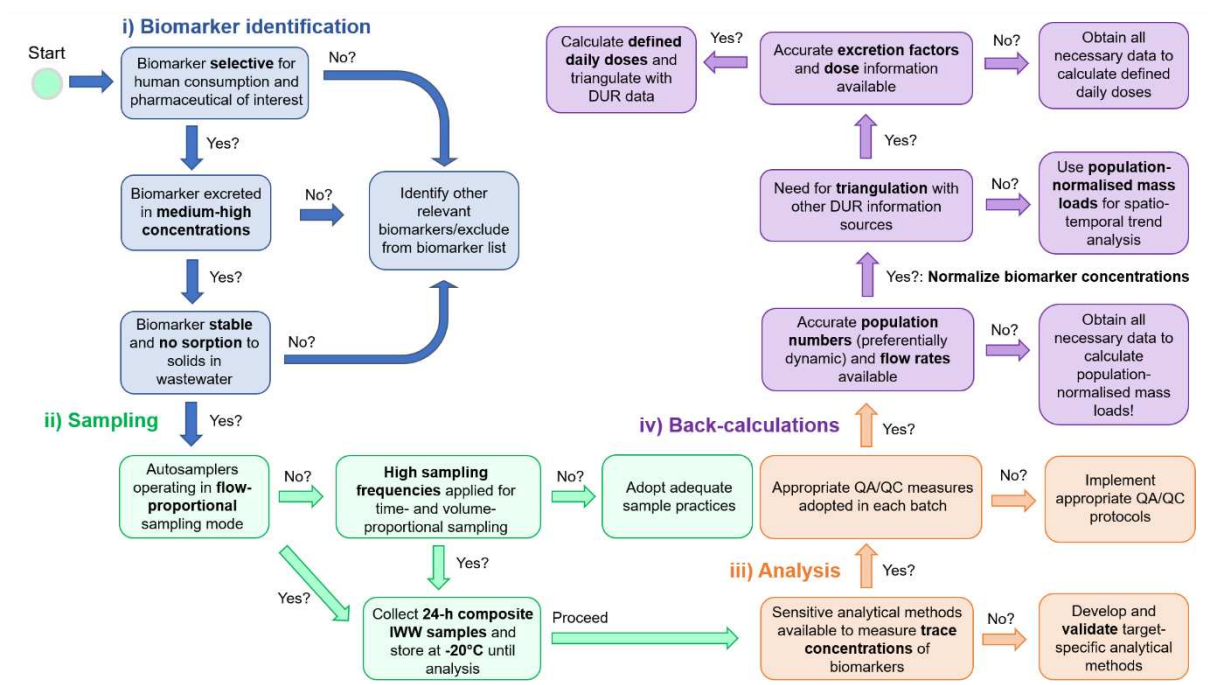 i) Biomarker identification
Start
Biomarker selective for
human consumption and
pharmaceutical of interest
No?
Yes?
Biomarker excreted
in medium-high
concentrations
No?
Identify other
relevant
biomarkers/exclude
from biomarker list
Yes?
Biomarker stable
and no sorption to
solids in
wastewater
No?
Yes?
ii) Sampling
Autosamplers
operating in flow-
proportional
sampling mode
No?
High sampling
frequencies applied for
time- and volume-
proportional sampling
No?
Adopt adequate
sample practices
Yes?
Yes?
Collect 24-h composite
IWW samples and
store at -20°C until
analysis
Proceed
iii) Analysis
Sensitive analytical methods
available to measure trace
concentrations of
biomarkers
No?
Develop and
validate target-
specific analytical
methods
Yes?
Appropriate QA/QC measures
adopted in each batch
No?
Implement
appropriate QA/QC
protocols
Yes?
iv) Back-calculations
Accurate population
numbers (preferentially
dynamic) and flow rates
available
No?
Obtain all
necessary data to
calculate
population-
normalised mass
loads!
Yes?: Normalize biomarker concentrations
Need for triangulation with
other DUR information
sources
No?
Use population-
normalised mass
loads for spatio-
temporal trend
analysis
Yes?
Accurate excretion factors
and dose information
available
No?
Obtain all
necessary data to
calculate defined
daily doses
Yes?
Calculate defined
daily doses and
triangulate with
DUR data